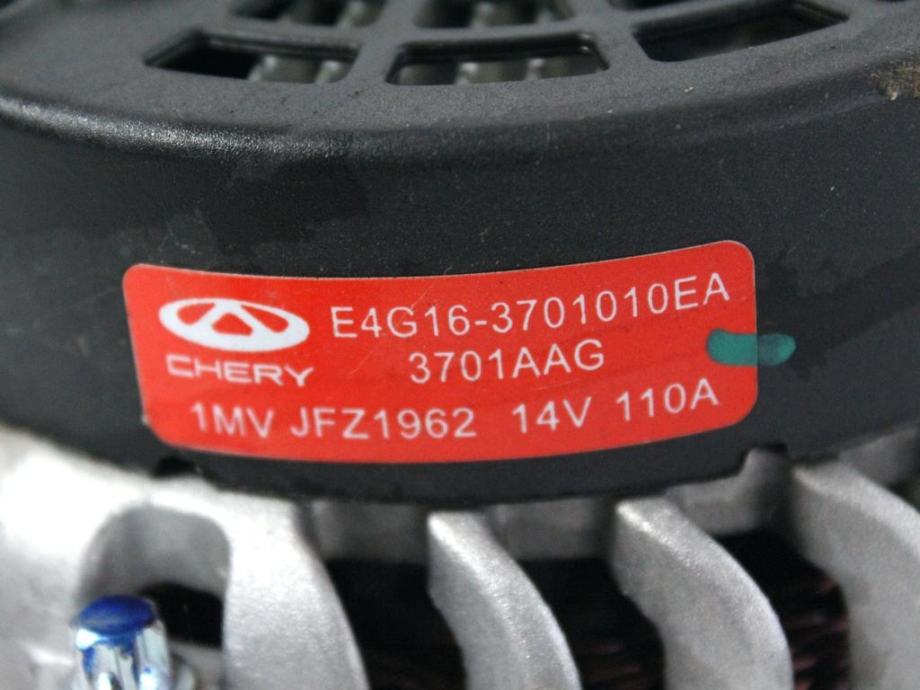 E4G16-3701010EA
CHERY 3701AAG
1MV JFZ1962 14V 110A